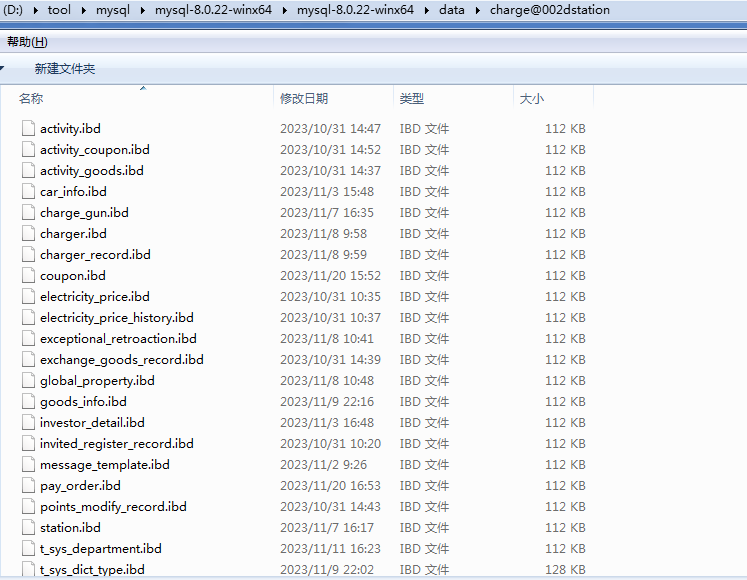 (D:) ▸ tool ▸ mysql ▸ mysql-8.0.22-winx64 ▸ mysql-8.0.22-winx64 ▸ data ▸ charge@002dstation
帮助(H)
新建文件夹
名称 修改日期 类型 大小
activity.ibd 2023/10/31 14:47 IBD 文件 112 KB
activity_coupon.ibd 2023/10/31 14:52 IBD 文件 112 KB
activity_goods.ibd 2023/10/31 14:37 IBD 文件 112 KB
car_info.ibd 2023/11/3 15:48 IBD 文件 112 KB
charge_gun.ibd 2023/11/7 16:35 IBD 文件 112 KB
charger.ibd 2023/11/8 9:58 IBD 文件 112 KB
charger_record.ibd 2023/11/8 9:59 IBD 文件 112 KB
coupon.ibd 2023/11/20 15:52 IBD 文件 112 KB
electricity_price.ibd 2023/10/31 10:35 IBD 文件 112 KB
electricity_price_history.ibd 2023/10/31 10:37 IBD 文件 112 KB
exceptional_retroaction.ibd 2023/11/8 10:41 IBD 文件 112 KB
exchange_goods_record.ibd 2023/10/31 14:39 IBD 文件 112 KB
global_property.ibd 2023/11/8 10:48 IBD 文件 112 KB
goods_info.ibd 2023/11/9 22:16 IBD 文件 112 KB
investor_detail.ibd 2023/11/3 16:48 IBD 文件 112 KB
invited_register_record.ibd 2023/10/31 10:20 IBD 文件 112 KB
message_template.ibd 2023/11/2 9:26 IBD 文件 112 KB
pay_order.ibd 2023/11/20 16:53 IBD 文件 112 KB
points_modify_record.ibd 2023/10/31 14:43 IBD 文件 112 KB
station.ibd 2023/11/7 16:17 IBD 文件 112 KB
t_sys_department.ibd 2023/11/11 16:23 IBD 文件 112 KB
t_sys_dict_type.ibd 2023/11/9 22:02 IBD 文件 128 KB